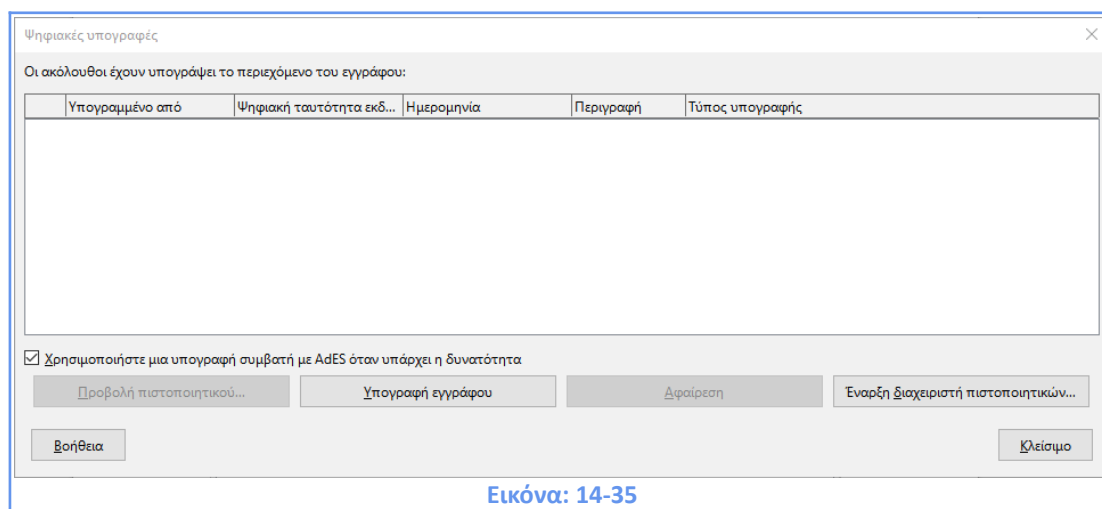 Ψηφιακές υπογραφές
Οι ακόλουθοι έχουν υπογράψει το περιεχόμενο του εγγράφου:
Υπογραμμένο από Ψηφιακή ταυτότητα εκδ... Ημερομηνία Περιγραφή Τύπος υπογραφής
Χρησιμοποιήστε μια υπογραφή συμβατή με AdES όταν υπάρχει η δυνατότητα
Προβολή πιστοποιητικού... Υπογραφή εγγράφου Αφαίρεση Έναρξη διαχειριστή πιστοποιητικών...
Βοήθεια Κλείσιμο
Εικόνα: 14-35